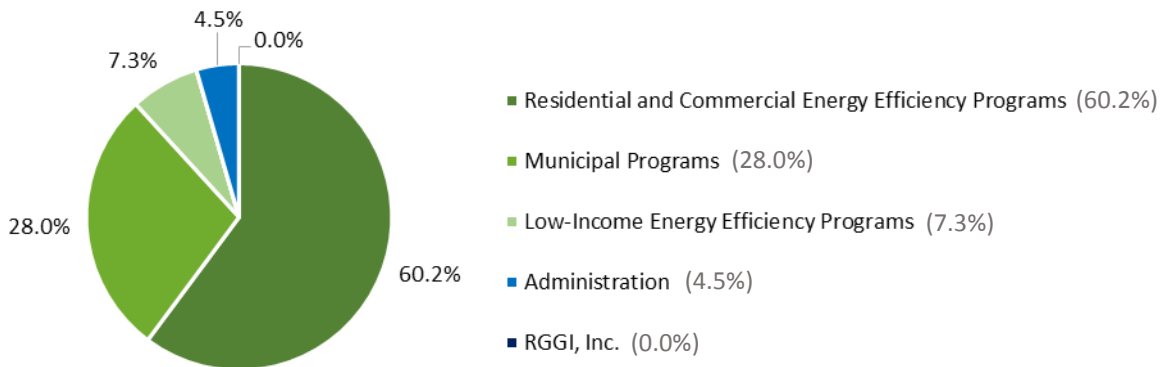 4.5%
0.0%
7.3%
28.0%
60.2%
Residential and Commercial Energy Efficiency Programs (60.2%)
Municipal Programs (28.0%)
Low-Income Energy Efficiency Programs (7.3%)
Administration (4.5%)
RGGI, Inc. (0.0%)